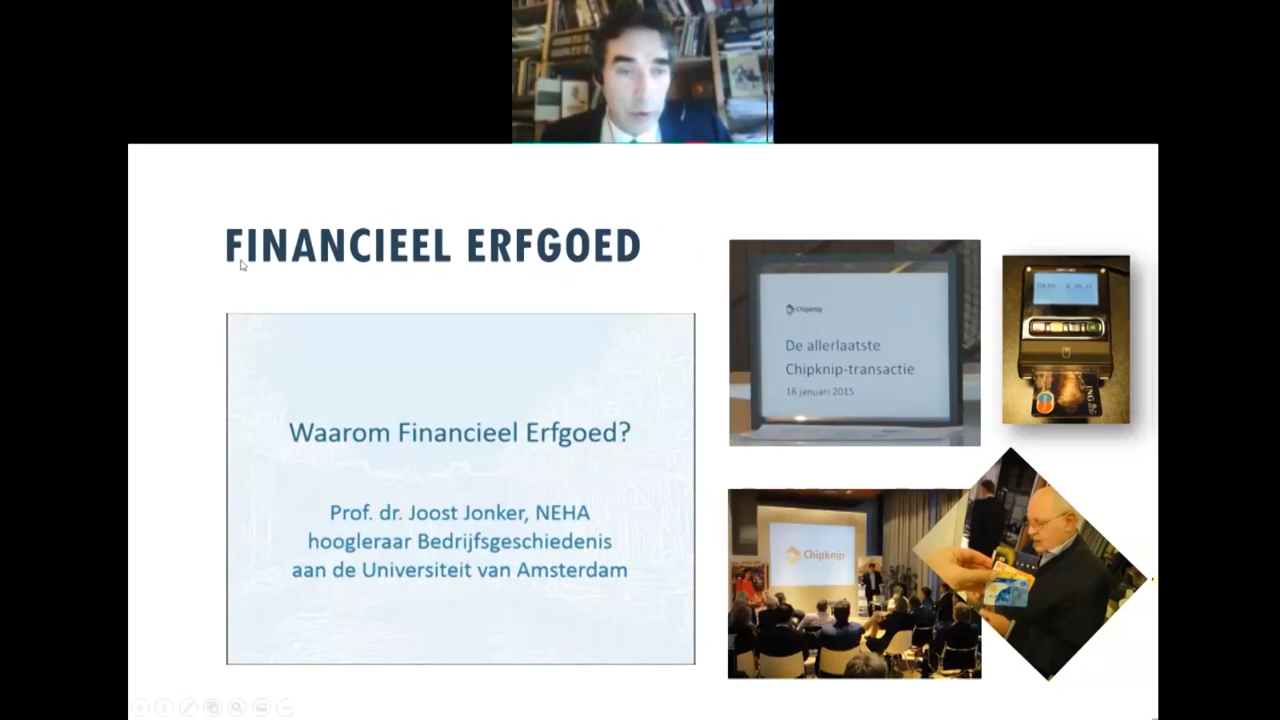 FINANCIEEL ERFGOED
Waarom Financieel Erfgoed?
Prof. dr. Joost Jonker, NEHA
hoogleraar Bedrijfsgeschiedenis
aan de Universiteit van Amsterdam
Chipknip
De allerlaatste
Chipknip-transactie
16 januari 2015
ING
Chipknip